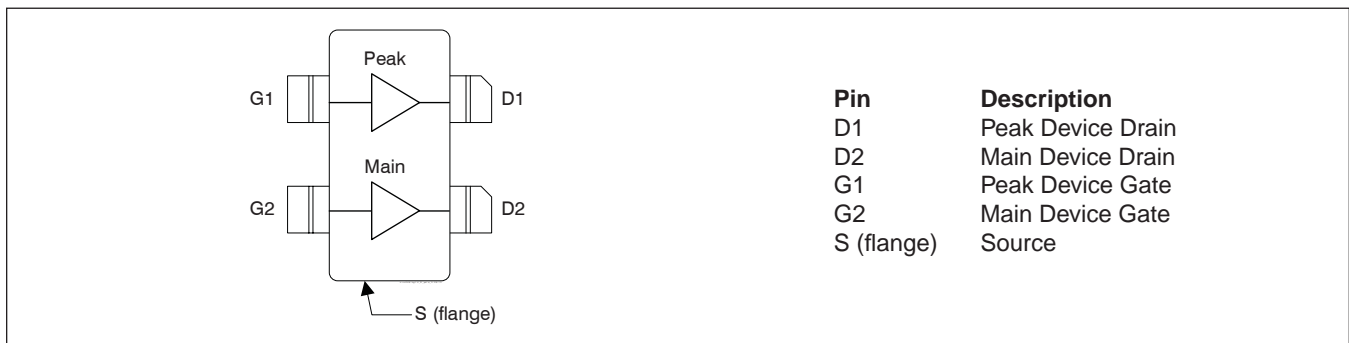 Peak
G1
D1
Main
G2
D2
S (flange)
Pin Description
D1 Peak Device Drain
D2 Main Device Drain
G1 Peak Device Gate
G2 Main Device Gate
S (flange) Source